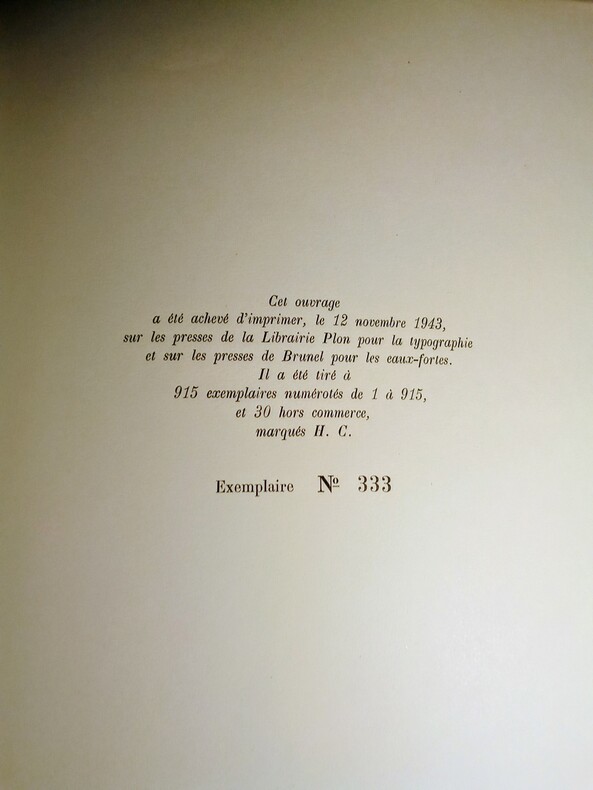 Cet ouvrage
a été achevé d'imprimer, le 12 novembre 1943,
sur les presses de la Librairie Plon pour la typographie
et sur les presses de Brunel pour les eaux-fortes.
Il a été tiré à
915 exemplaires numérotés de 1 à 915,
et 30 hors commerce,
marqués H. C.
Exemplaire Nº 333